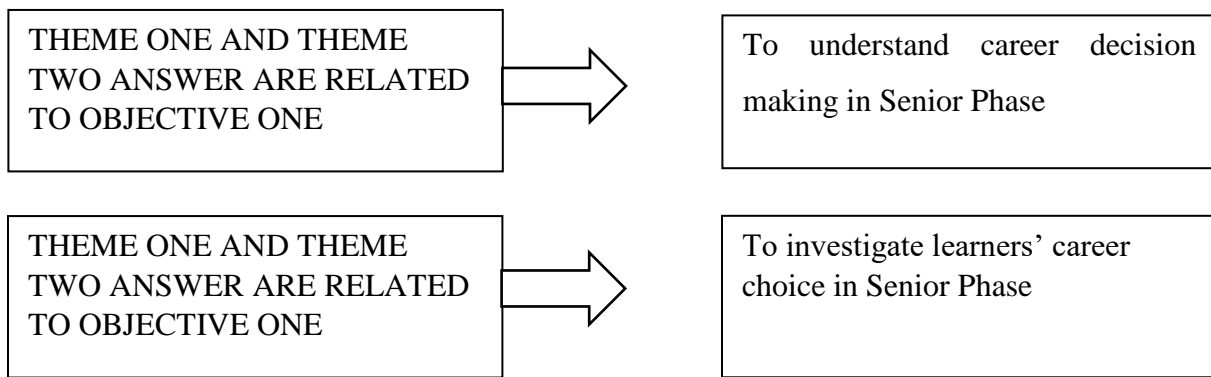 THEME ONE AND THEME
TWO ANSWER ARE RELATED
TO OBJECTIVE ONE
To understand career decision
making in Senior Phase
THEME ONE AND THEME
TWO ANSWER ARE RELATED
TO OBJECTIVE ONE
To investigate learners’ career
choice in Senior Phase